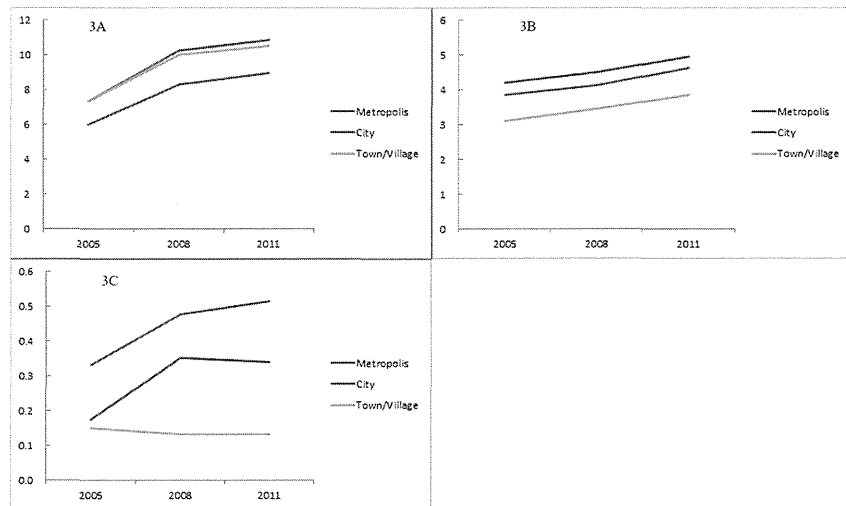 3A
12
10
8
6
4
2
0
2005 2008 2011
Metropolis
City
Town/Village
3B
6
5
4
3
2
1
0
2005 2008 2011
Metropolis
City
Town/Village
3C
0.6
0.5
0.4
0.3
0.2
0.1
0.0
2005 2008 2011
Metropolis
City
Town/Village